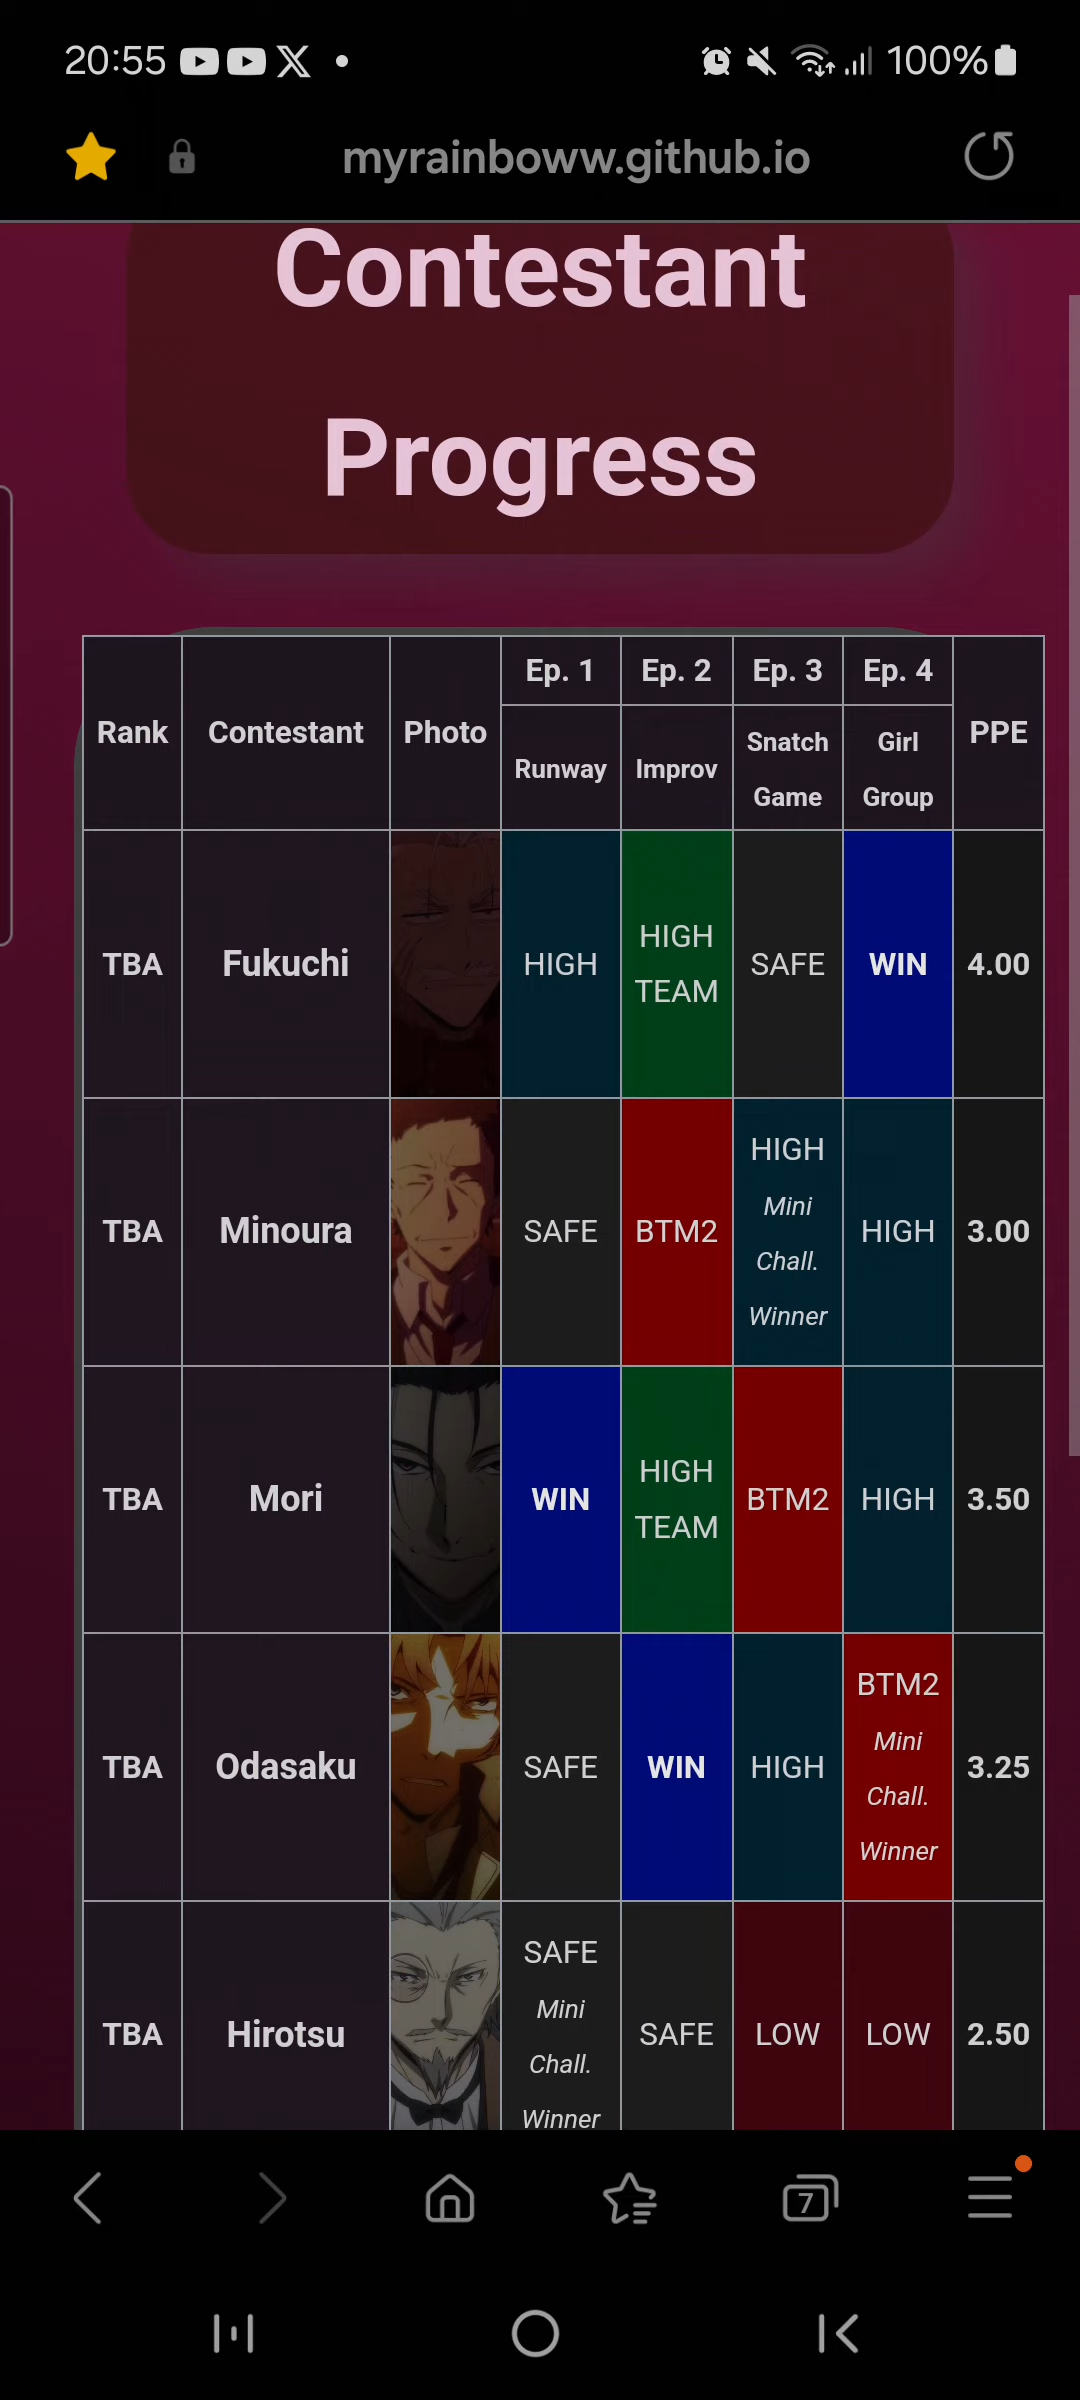 20:55 100%
myrainboww.github.io
Contestant
Progress
Rank Contestant Photo Ep. 1 Ep. 2 Ep. 3 Ep. 4 PPE
Runway Improv Snatch Game Girl Group
TBA Fukuchi HIGH HIGH TEAM SAFE WIN 4.00
TBA Minoura SAFE BTM2 HIGH Mini Chall. Winner HIGH 3.00
TBA Mori WIN HIGH TEAM BTM2 HIGH 3.50
TBA Odasaku SAFE WIN HIGH BTM2 Mini Chall. Winner 3.25
TBA Hirotsu SAFE Mini Chall. Winner SAFE LOW LOW 2.50
7